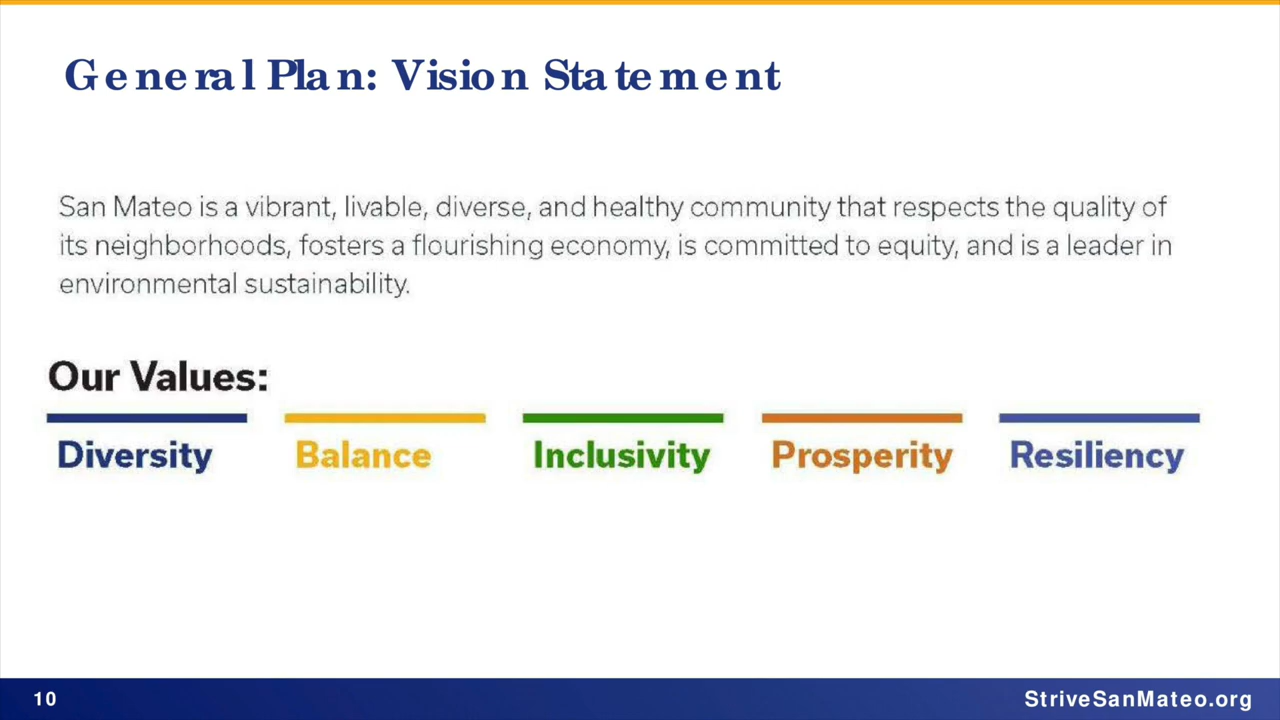 General Plan: Vision Statement
San Mateo is a vibrant, livable, diverse, and healthy community that respects the quality of
its neighborhoods, fosters a flourishing economy, is committed to equity, and is a leader in
environmental sustainability.
Our Values:
Diversity Balance Inclusivity Prosperity Resiliency
10 StriveSanMateo.org